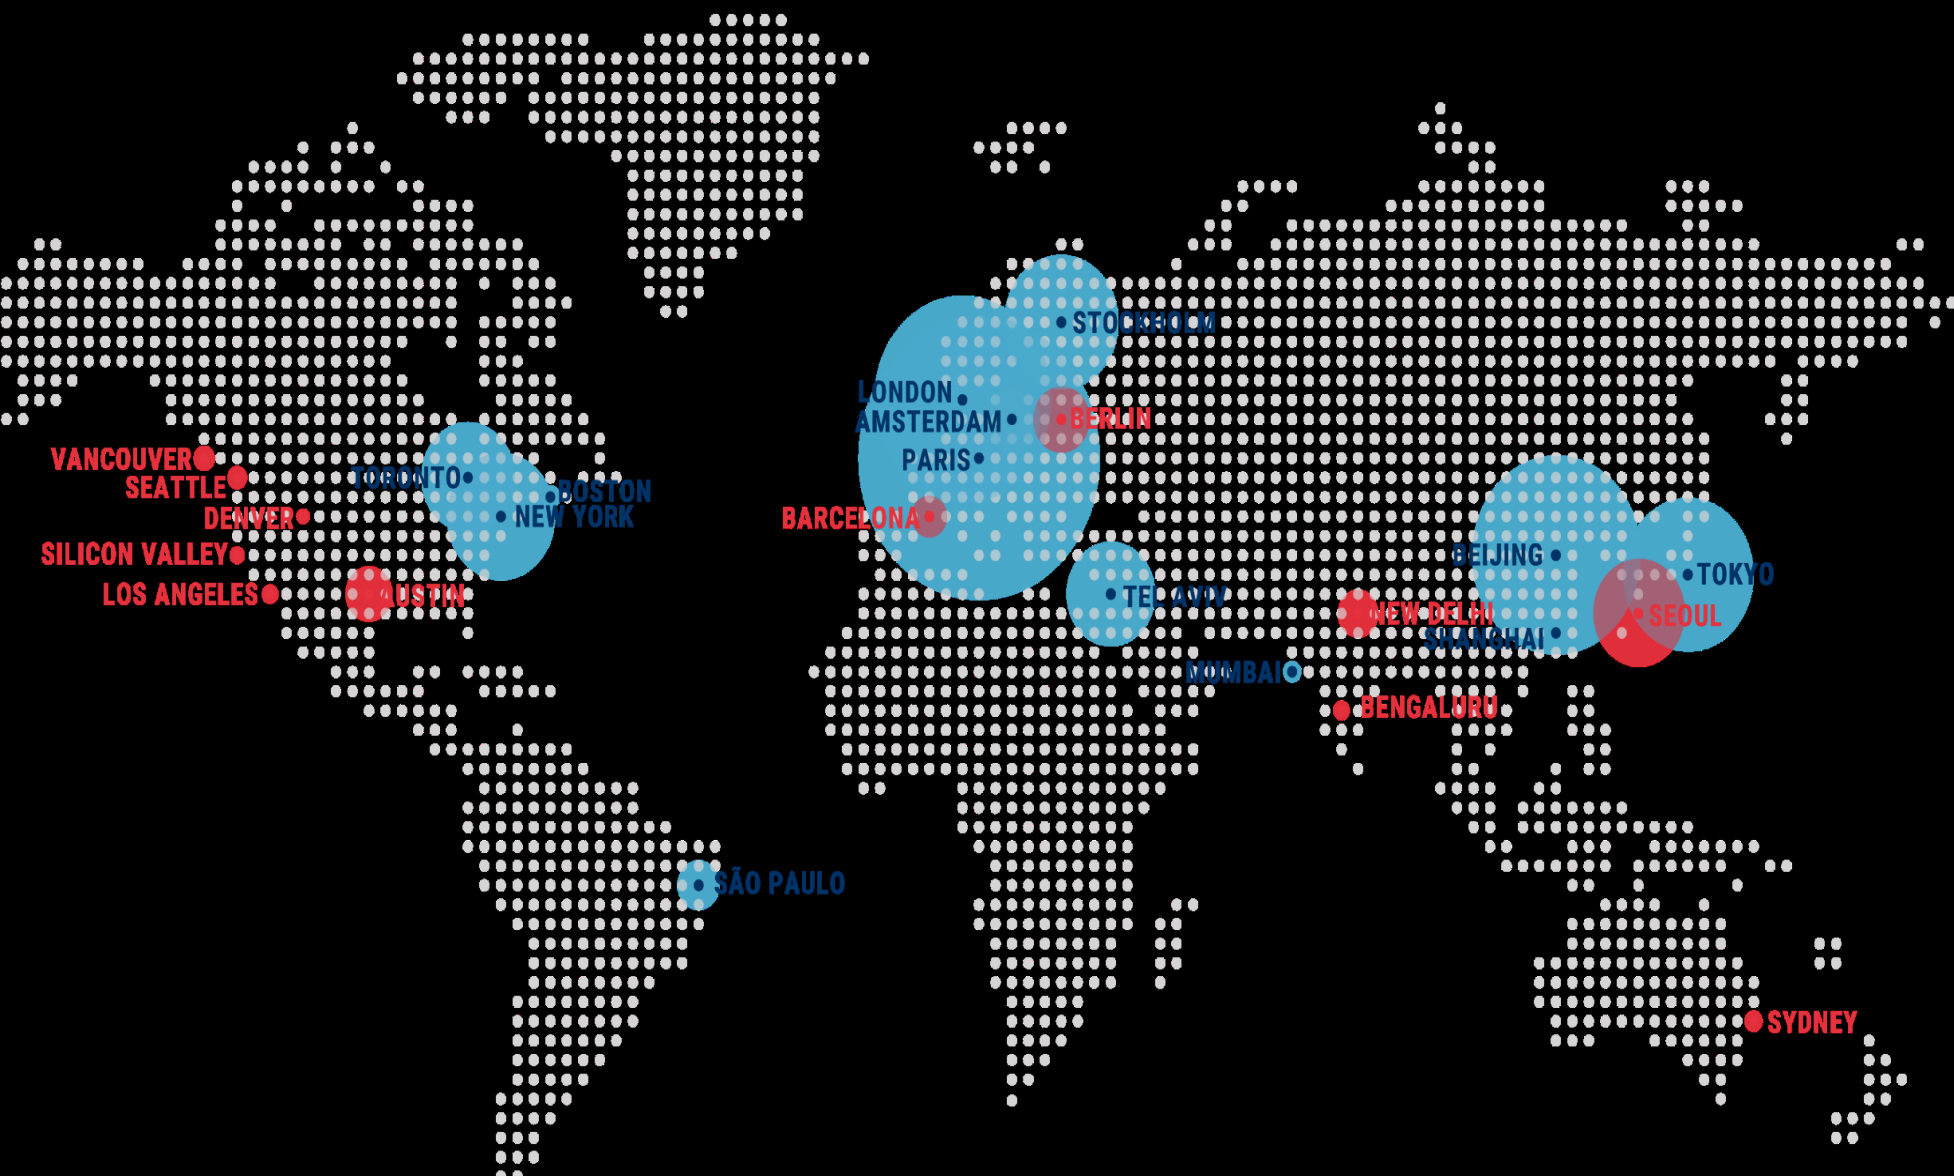 STOCKHOLM
LONDON
AMSTERDAM
BERLIN
PARIS
VANCOUVER
SEATTLE
TORONTO
BOSTON
DENVER
NEW YORK
BARCELONA
SILICON VALLEY
BEIJING
TOKYO
LOS ANGELES
AUSTIN
TEL AVIV
NEW DELHI
SEOUL
SHANGHAI
MUMBAI
BENGALURU
SÃO PAULO
SYDNEY